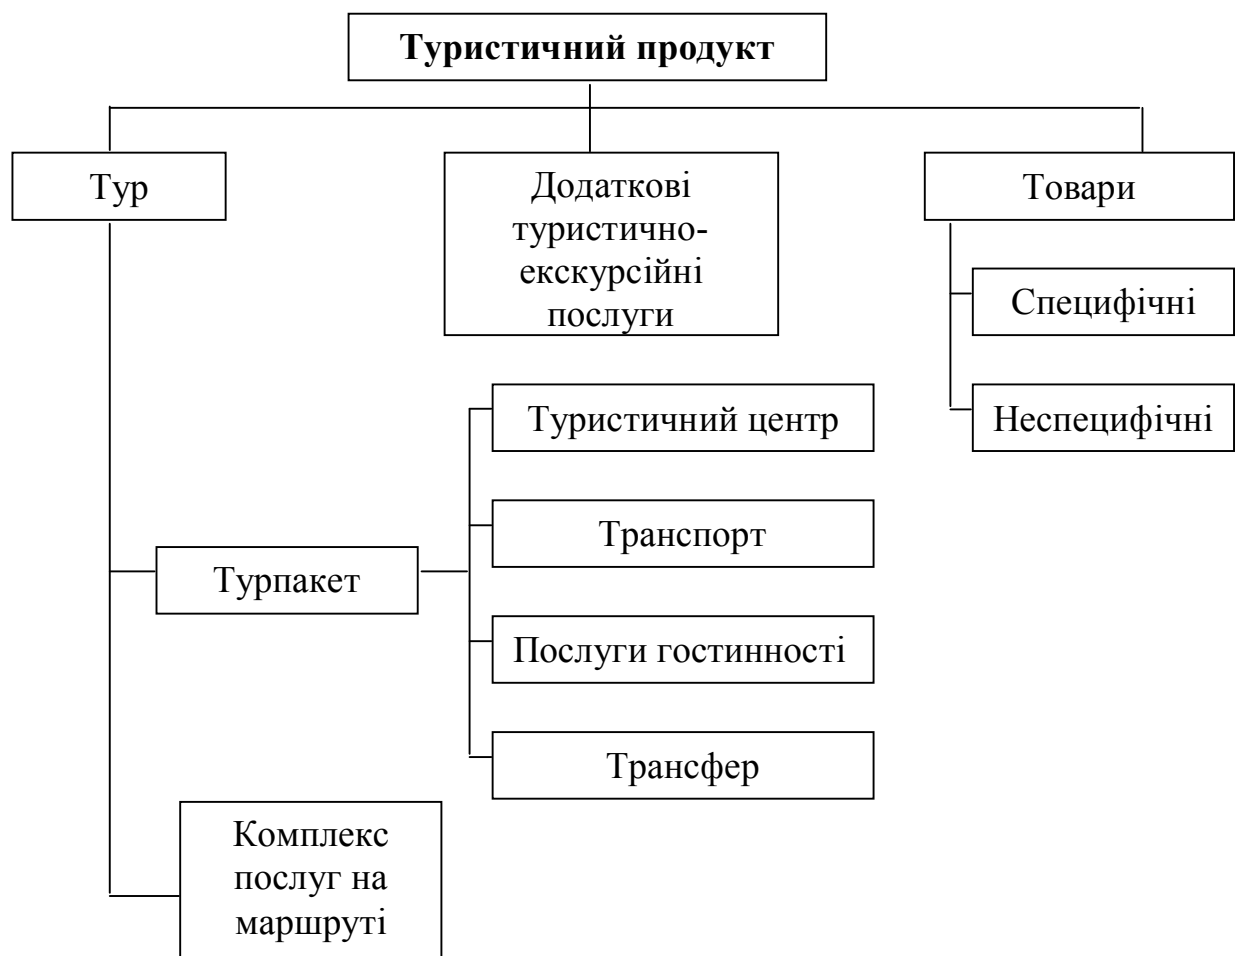 Туристичний продукт
Тур
Додаткові
туристично-
екскурсійні
послуги
Товари
Специфічні
Неспецифічні
Туристичний центр
Транспорт
Турпакет
Послуги гостинності
Трансфер
Комплекс
послуг на
маршруті